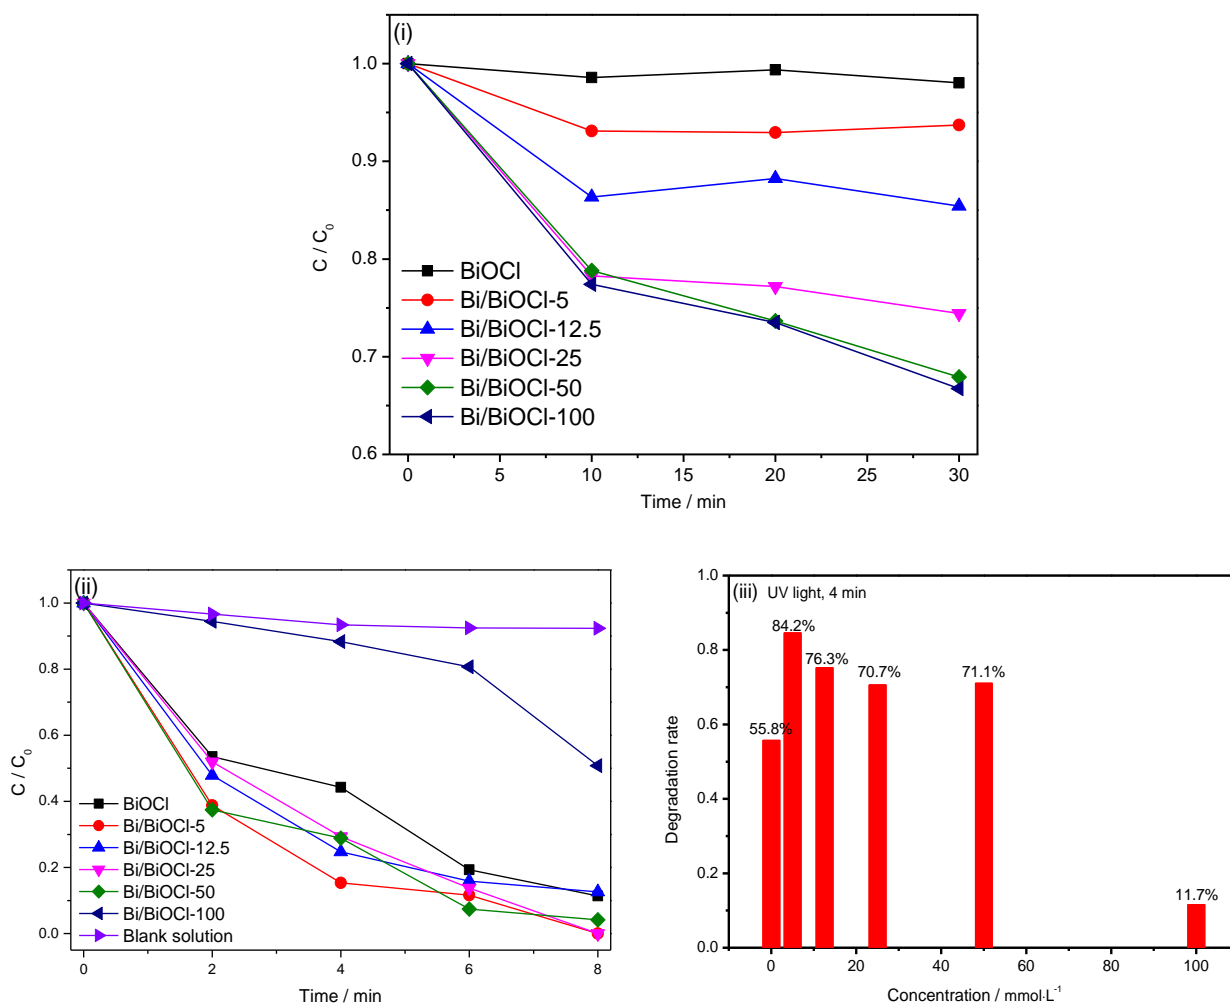 (i)
1.0
0.9
0.8
0.7
0.6
C / C₀
BiOCl
Bi/BiOCl-5
Bi/BiOCl-12.5
Bi/BiOCl-25
Bi/BiOCl-50
Bi/BiOCl-100
0 5 10 15 20 25 30
Time / min
(ii)
1.0
0.8
0.6
0.4
0.2
0.0
C / C₀
BiOCl
Bi/BiOCl-5
Bi/BiOCl-12.5
Bi/BiOCl-25
Bi/BiOCl-50
Bi/BiOCl-100
Blank solution
0 2 4 6 8
Time / min
(iii) UV light, 4 min
1.0
0.8
0.6
0.4
0.2
0.0
Degradation rate
55.8%
84.2%
76.3%
70.7%
71.1%
11.7%
0 20 40 60 80 100
Concentration / mmol·L⁻¹